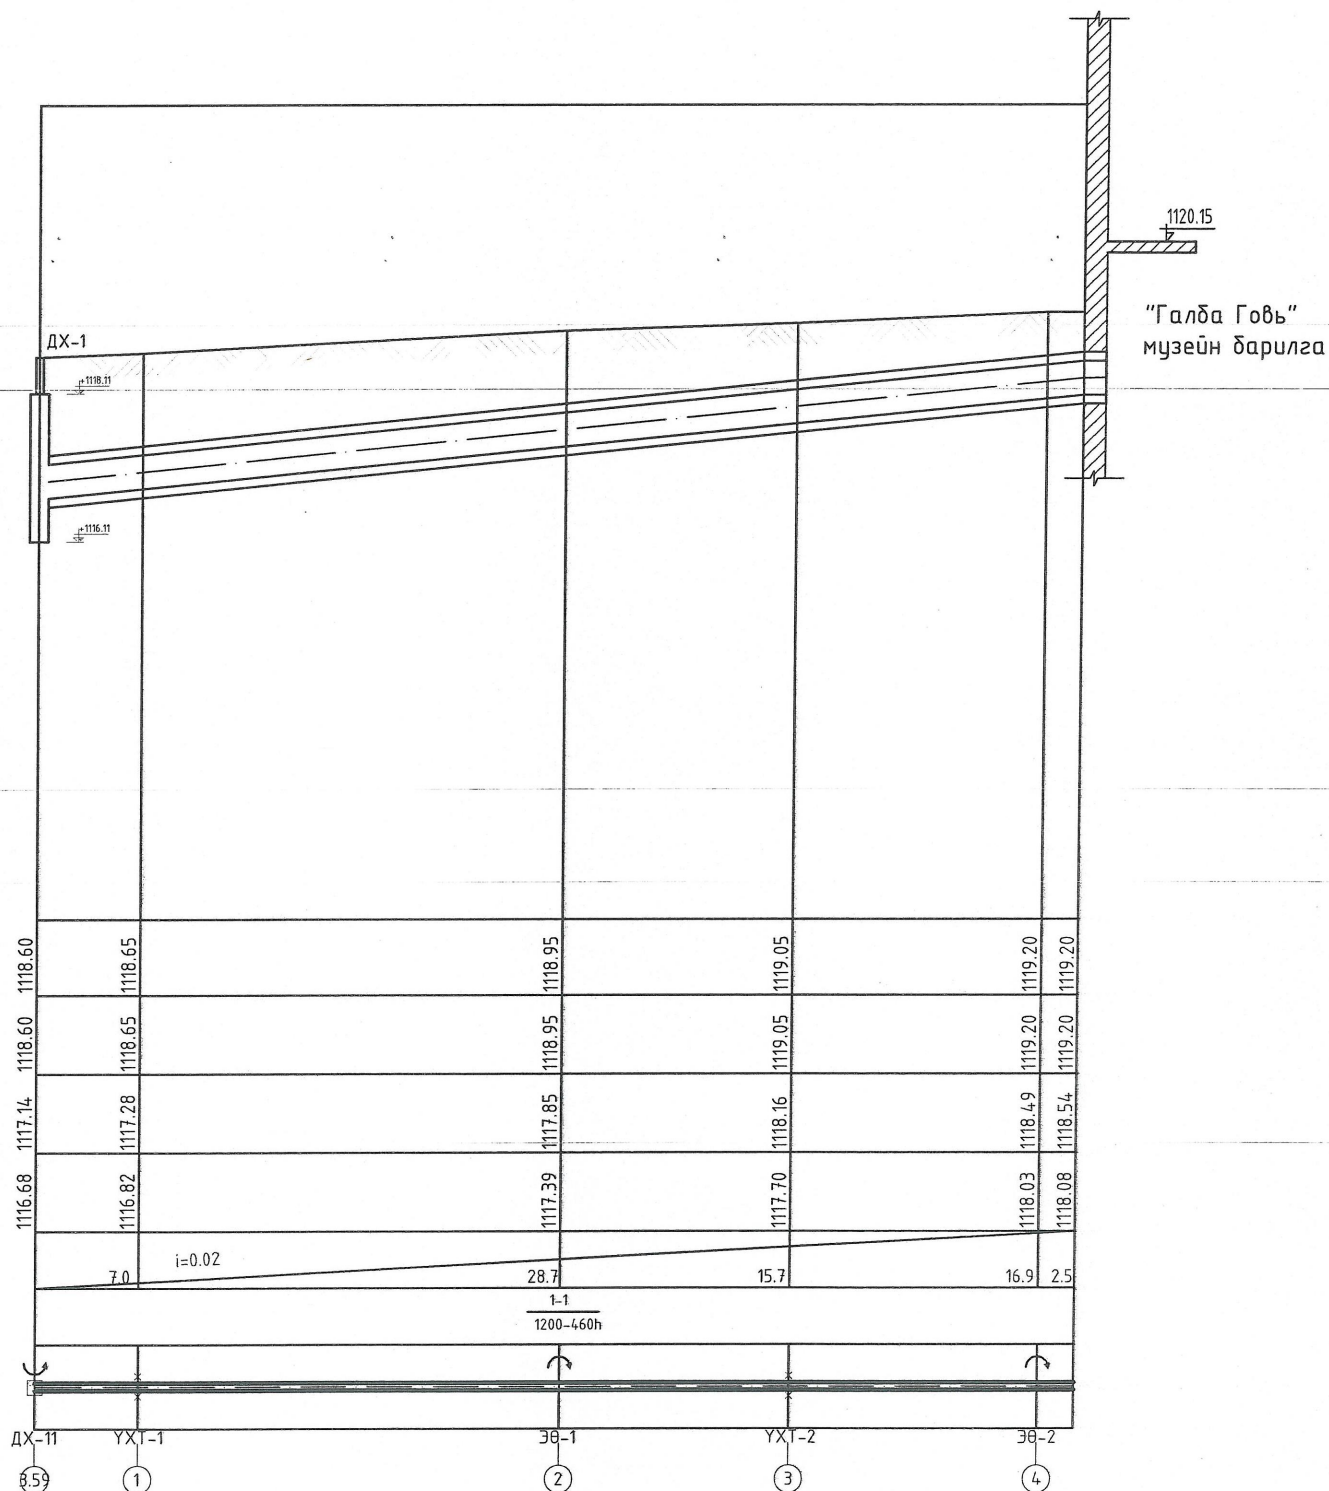 1120.15
"Галба Говь"
музейн барилга
ДХ-1
+1118.11
+1116.11
1118.60 1118.65 1118.95 1119.05 1119.20 1119.20
1118.60 1118.65 1118.95 1119.05 1119.20 1119.20
1117.14 1117.28 1117.85 1118.16 1118.49 1118.54
1116.68 1116.82 1117.39 1117.70 1118.03 1118.08
i=0.02
7.0 28.7 15.7 16.9 2.5
1-1
1200-460h
ДХ-11 ҮХТ-1 ЭӨ-1 ҮХТ-2 ЭӨ-2
8.59 1 2 3 4